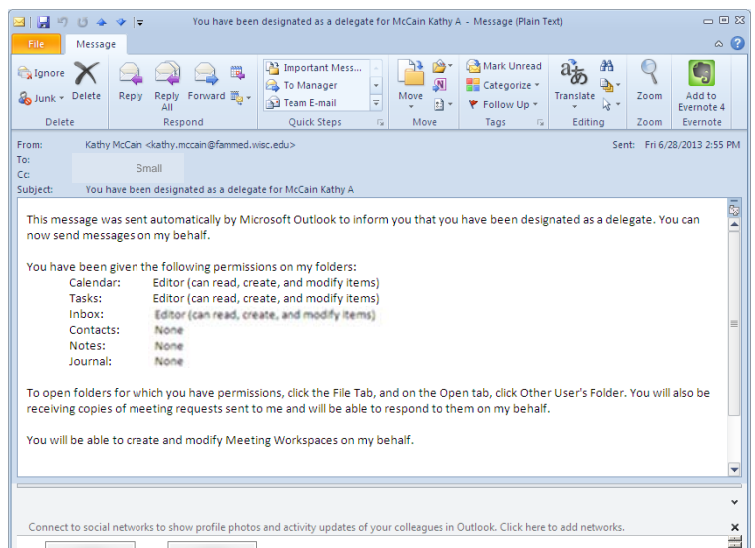 You have been designated as a delegate for McCain Kathy A - Message (Plain Text)
File Message
Ignore
Junk
Delete
Reply
Reply All
Forward
Important Mess...
To Manager
Team E-mail
Move
Mark Unread
Categorize
Follow Up
Translate
Zoom
Add to Evernote 4
Delete Respond Quick Steps Move Tags Editing Zoom Evernote
From: Kathy McCain <kathy.mccain@fammed.wisc.edu> Sent: Fri 6/28/2013 2:55 PM
To:
Cc: Small
Subject: You have been designated as a delegate for McCain Kathy A
This message was sent automatically by Microsoft Outlook to inform you that you have been designated as a delegate. You can
now send messages on my behalf.
You have been given the following permissions on my folders:
Calendar: Editor (can read, create, and modify items)
Tasks: Editor (can read, create, and modify items)
Inbox: Editor (can read, create, and modify items)
Contacts: None
Notes: None
Journal: None
To open folders for which you have permissions, click the File Tab, and on the Open tab, click Other User's Folder. You will also be
receiving copies of meeting requests sent to me and will be able to respond to them on my behalf.
You will be able to create and modify Meeting Workspaces on my behalf.
Connect to social networks to show profile photos and activity updates of your colleagues in Outlook. Click here to add networks.